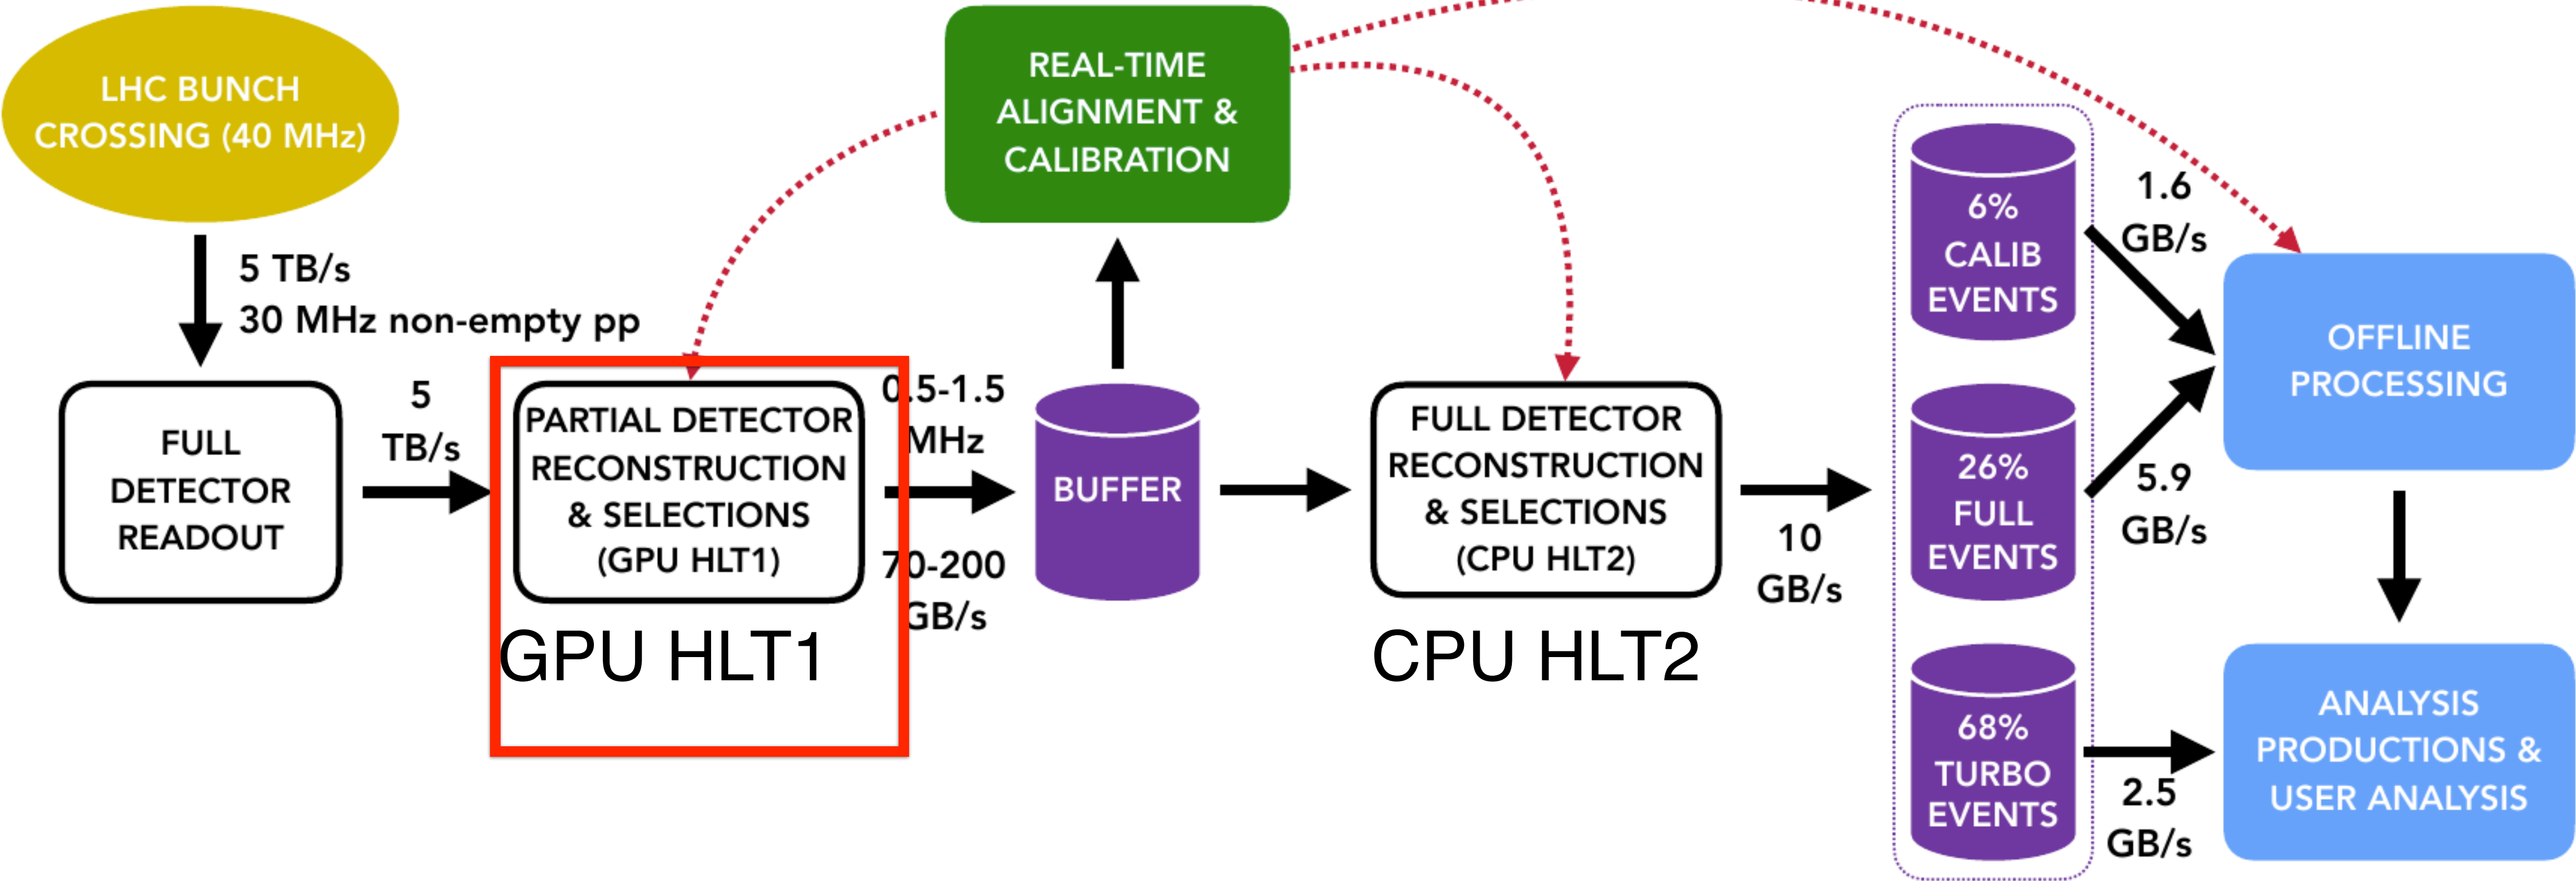 LHC BUNCH
CROSSING (40 MHz)
5 TB/s
30 MHz non-empty pp
FULL
DETECTOR
READOUT
5
TB/s
PARTIAL DETECTOR
RECONSTRUCTION
& SELECTIONS
(GPU HLT1)
GPU HLT1
0.5-1.5
MHz
70-200
GB/s
REAL-TIME
ALIGNMENT &
CALIBRATION
BUFFER
FULL DETECTOR
RECONSTRUCTION
& SELECTIONS
(CPU HLT2)
CPU HLT2
10
GB/s
6%
CALIB
EVENTS
26%
FULL
EVENTS
68%
TURBO
EVENTS
1.6
GB/s
5.9
GB/s
2.5
GB/s
OFFLINE
PROCESSING
ANALYSIS
PRODUCTIONS &
USER ANALYSIS